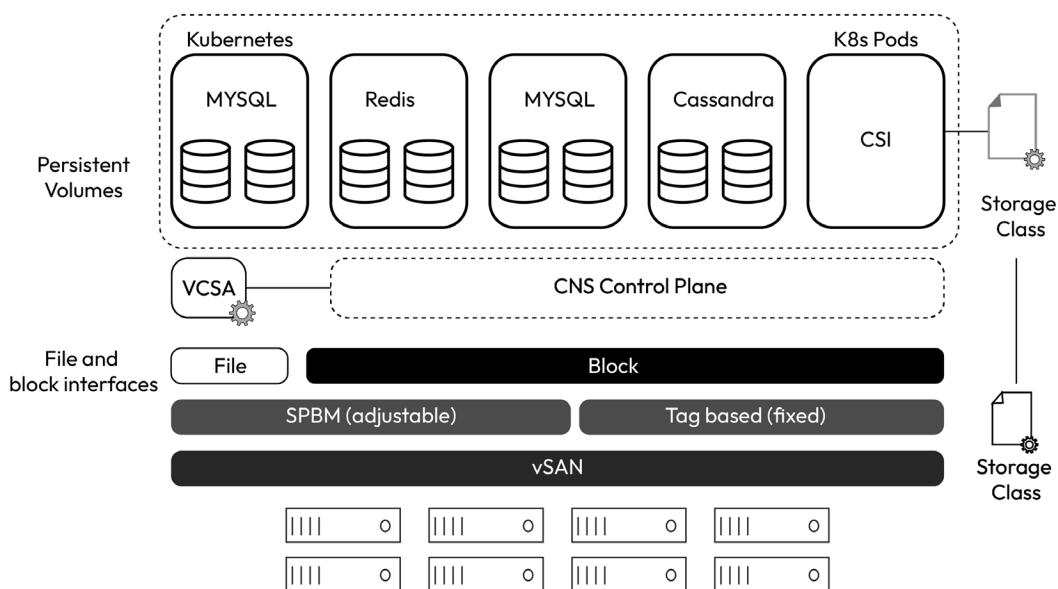 Kubernetes
K8s Pods
MYSQL
Redis
MYSQL
Cassandra
CSI
Persistent
Volumes
Storage
Class
VCSA
CNS Control Plane
File and
block interfaces
File
Block
SPBM (adjustable)
Tag based (fixed)
vSAN
Storage
Class